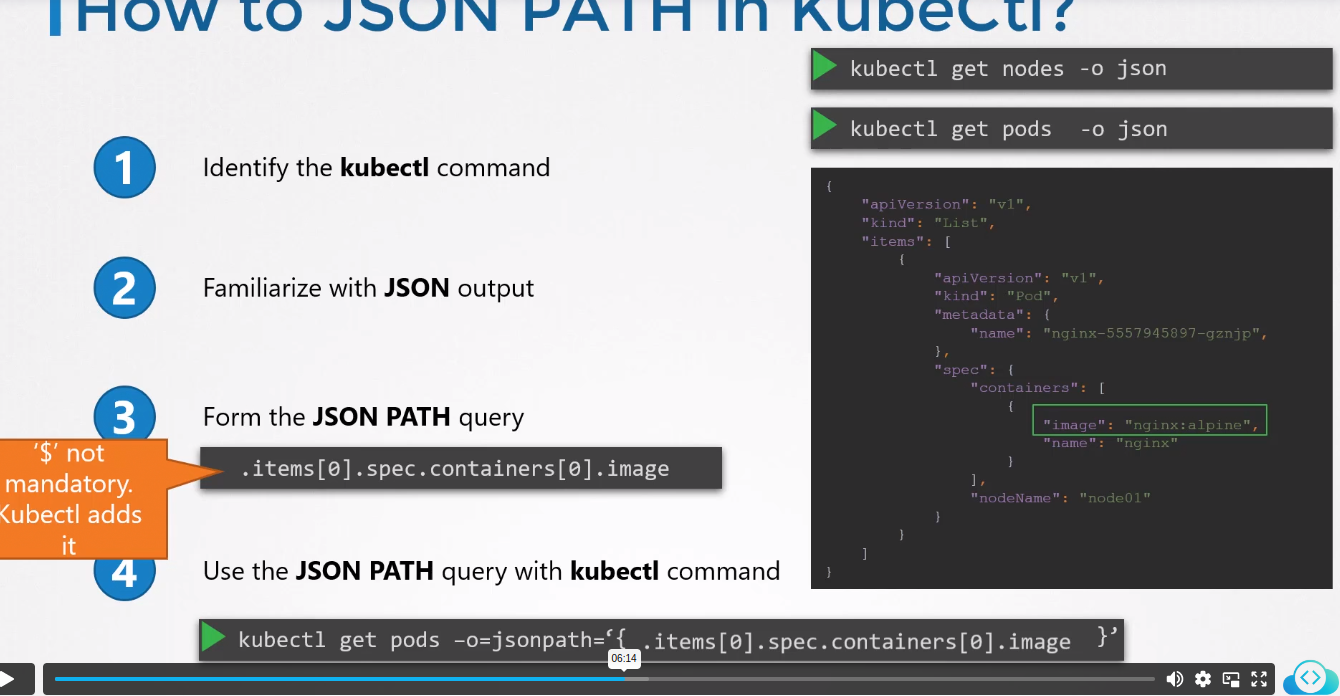 How to JSON PATH in KubeCtl?
kubectl get nodes -o json
kubectl get pods -o json
1
Identify the kubectl command
2
Familiarize with JSON output
3
Form the JSON PATH query
'$' not
mandatory.
Kubectl adds
it
.items[0].spec.containers[0].image
4
Use the JSON PATH query with kubectl command
kubectl get pods –o=jsonpath=‘{ .items[0].spec.containers[0].image }’
{
"apiVersion": "v1",
"kind": "List",
"items": [
{
"apiVersion": "v1",
"kind": "Pod",
"metadata": {
"name": "nginx-5557945897-gznjp",
},
"spec": {
"containers": [
{
"image": "nginx:alpine",
"name": "nginx"
}
],
"nodeName": "node01"
}
}
]
}
06:14